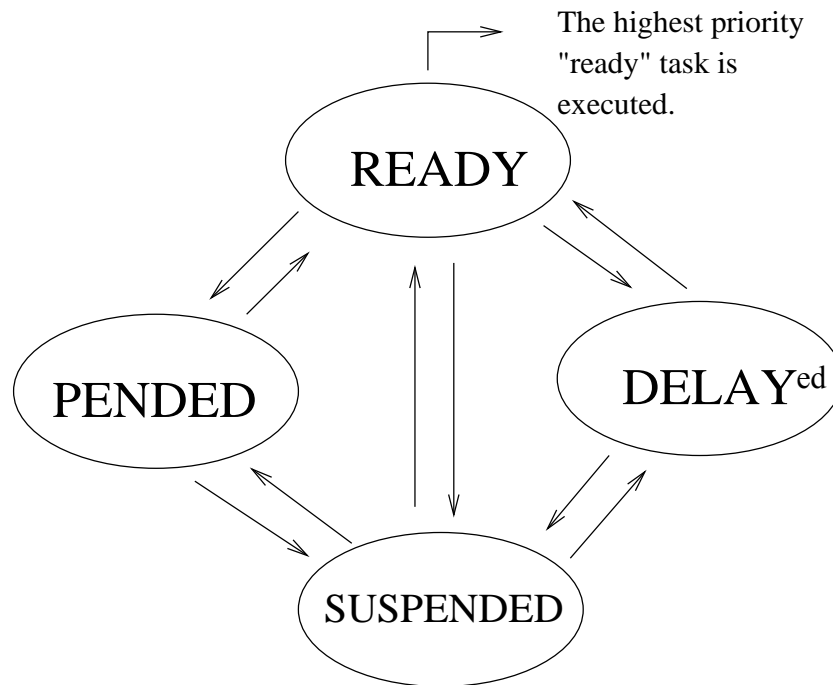 The highest priority
"ready" task is
executed.
READY
PENDED
DELAYed
SUSPENDED